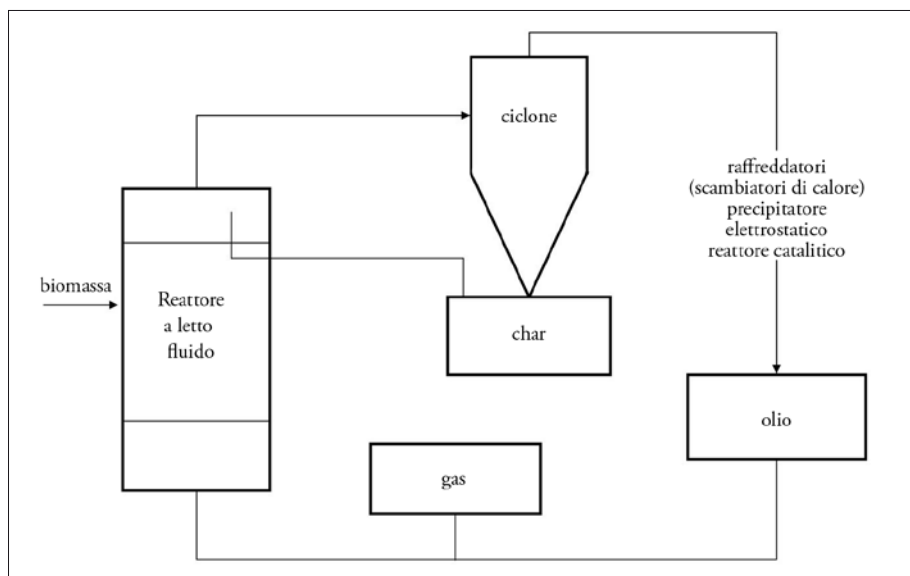 ciclone
raffreddatori
(scambiatori di calore)
precipitatore
elettrostatico
reattore catalitico
biomassa
Reattore
a letto
fluido
char
olio
gas